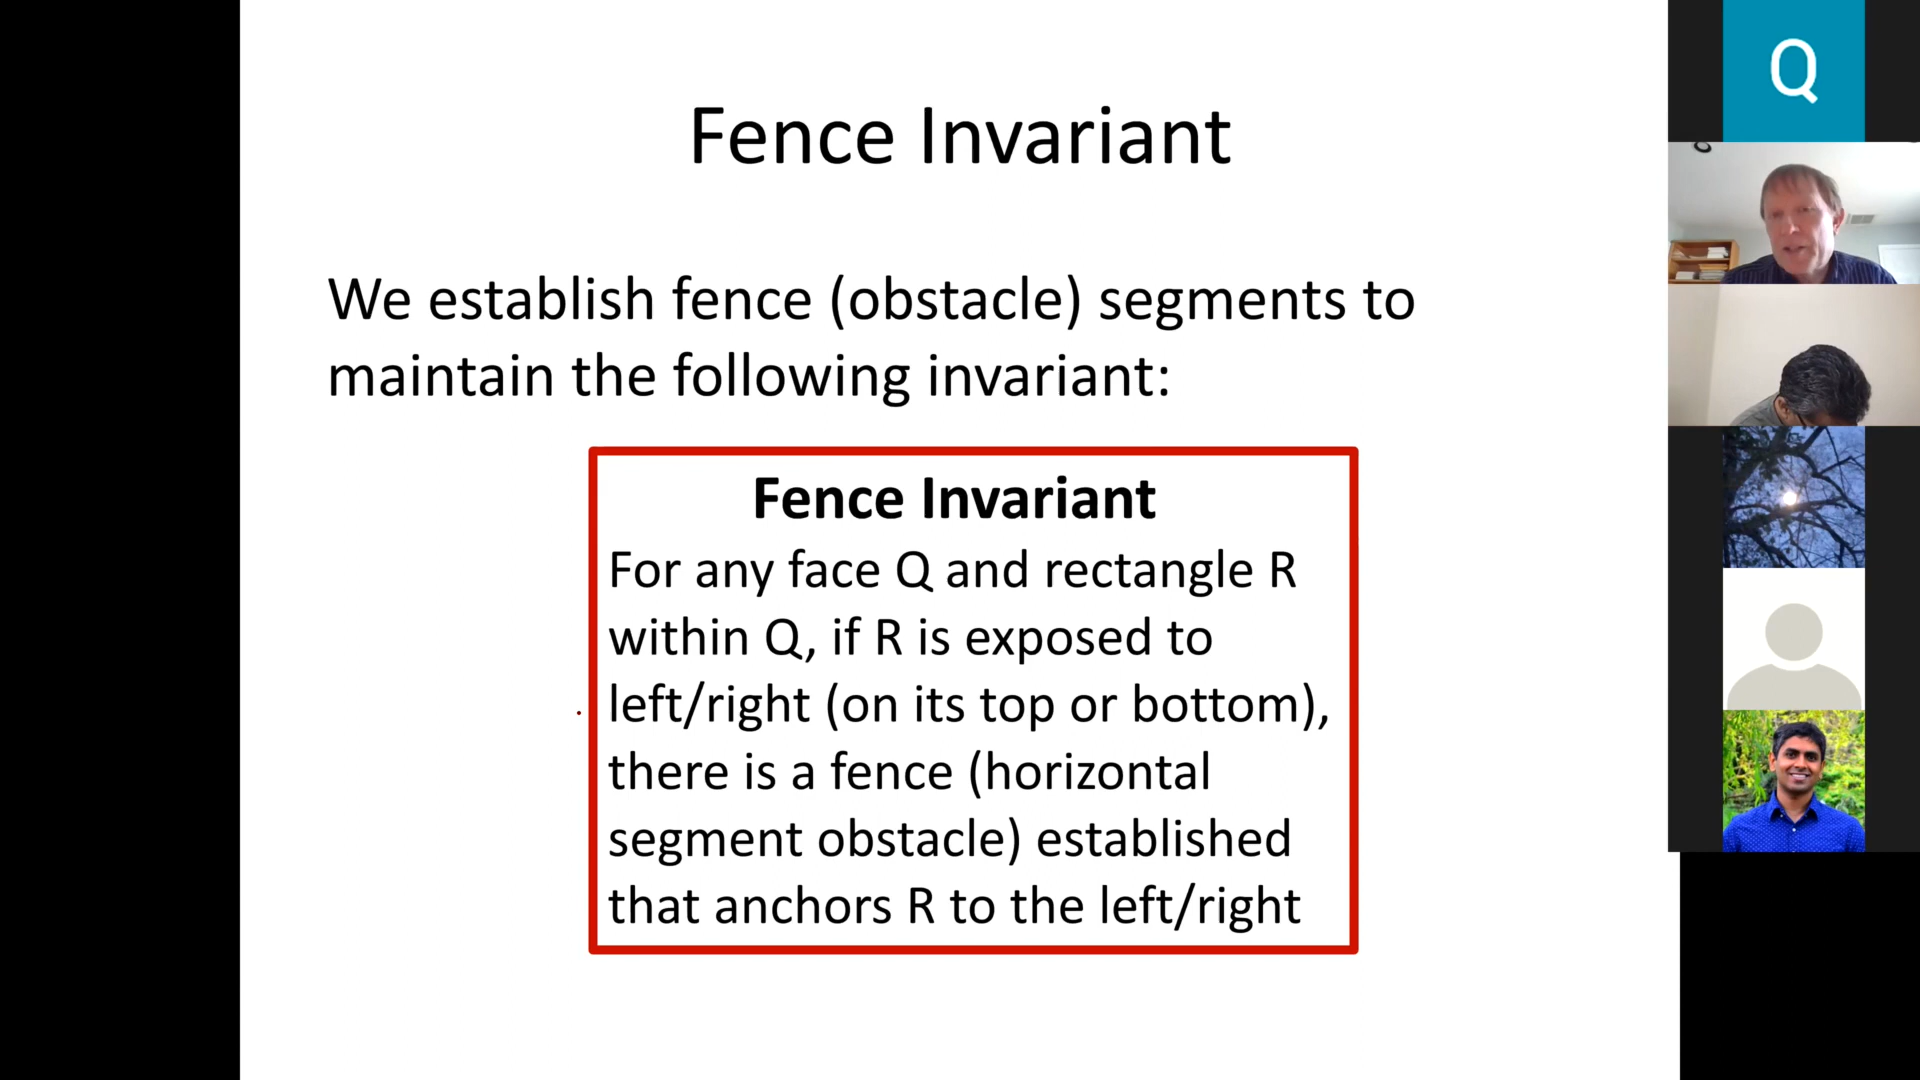 Fence Invariant
We establish fence (obstacle) segments to
maintain the following invariant:
Fence Invariant
For any face Q and rectangle R
within Q, if R is exposed to
left/right (on its top or bottom),
there is a fence (horizontal
segment obstacle) established
that anchors R to the left/right
Q